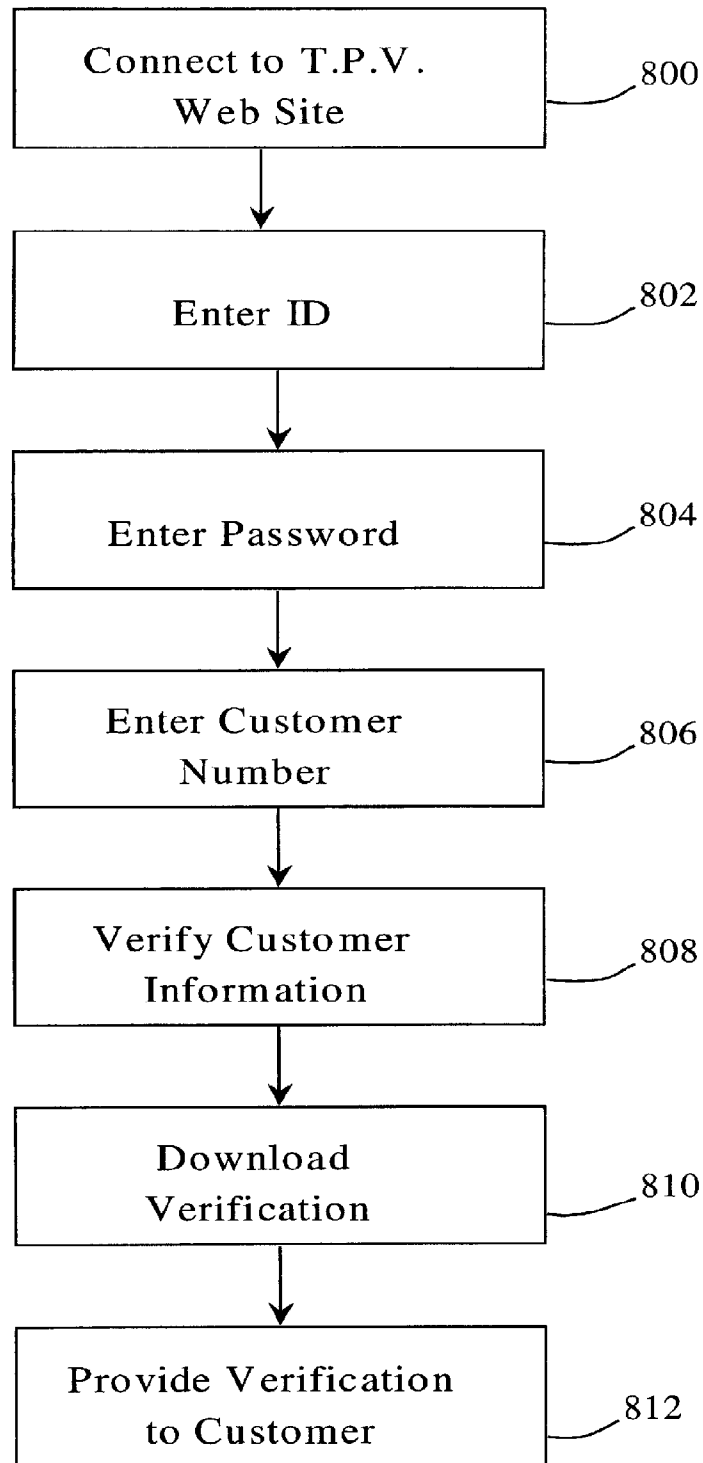 Connect to T.P.V.
Web Site
800
Enter ID
802
Enter Password
804
Enter Customer
Number
806
Verify Customer
Information
808
Download
Verification
810
Provide Verification
to Customer
812